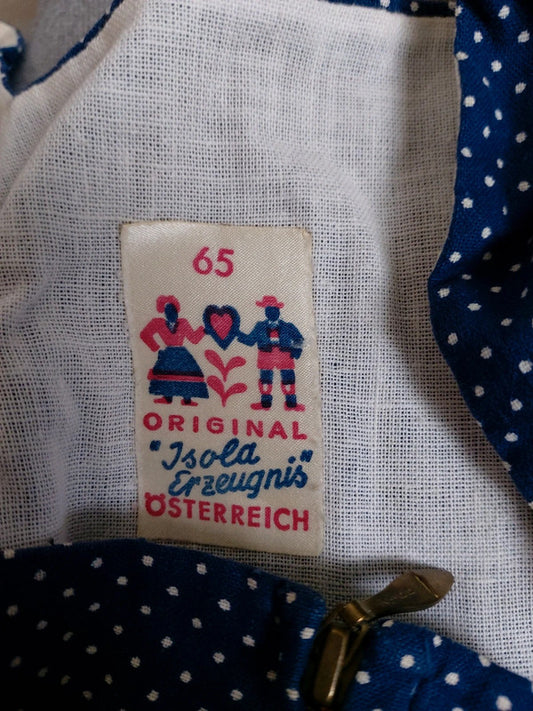 65
ORIGINAL
"Isola
Erzeugnis"
ÖSTERREICH